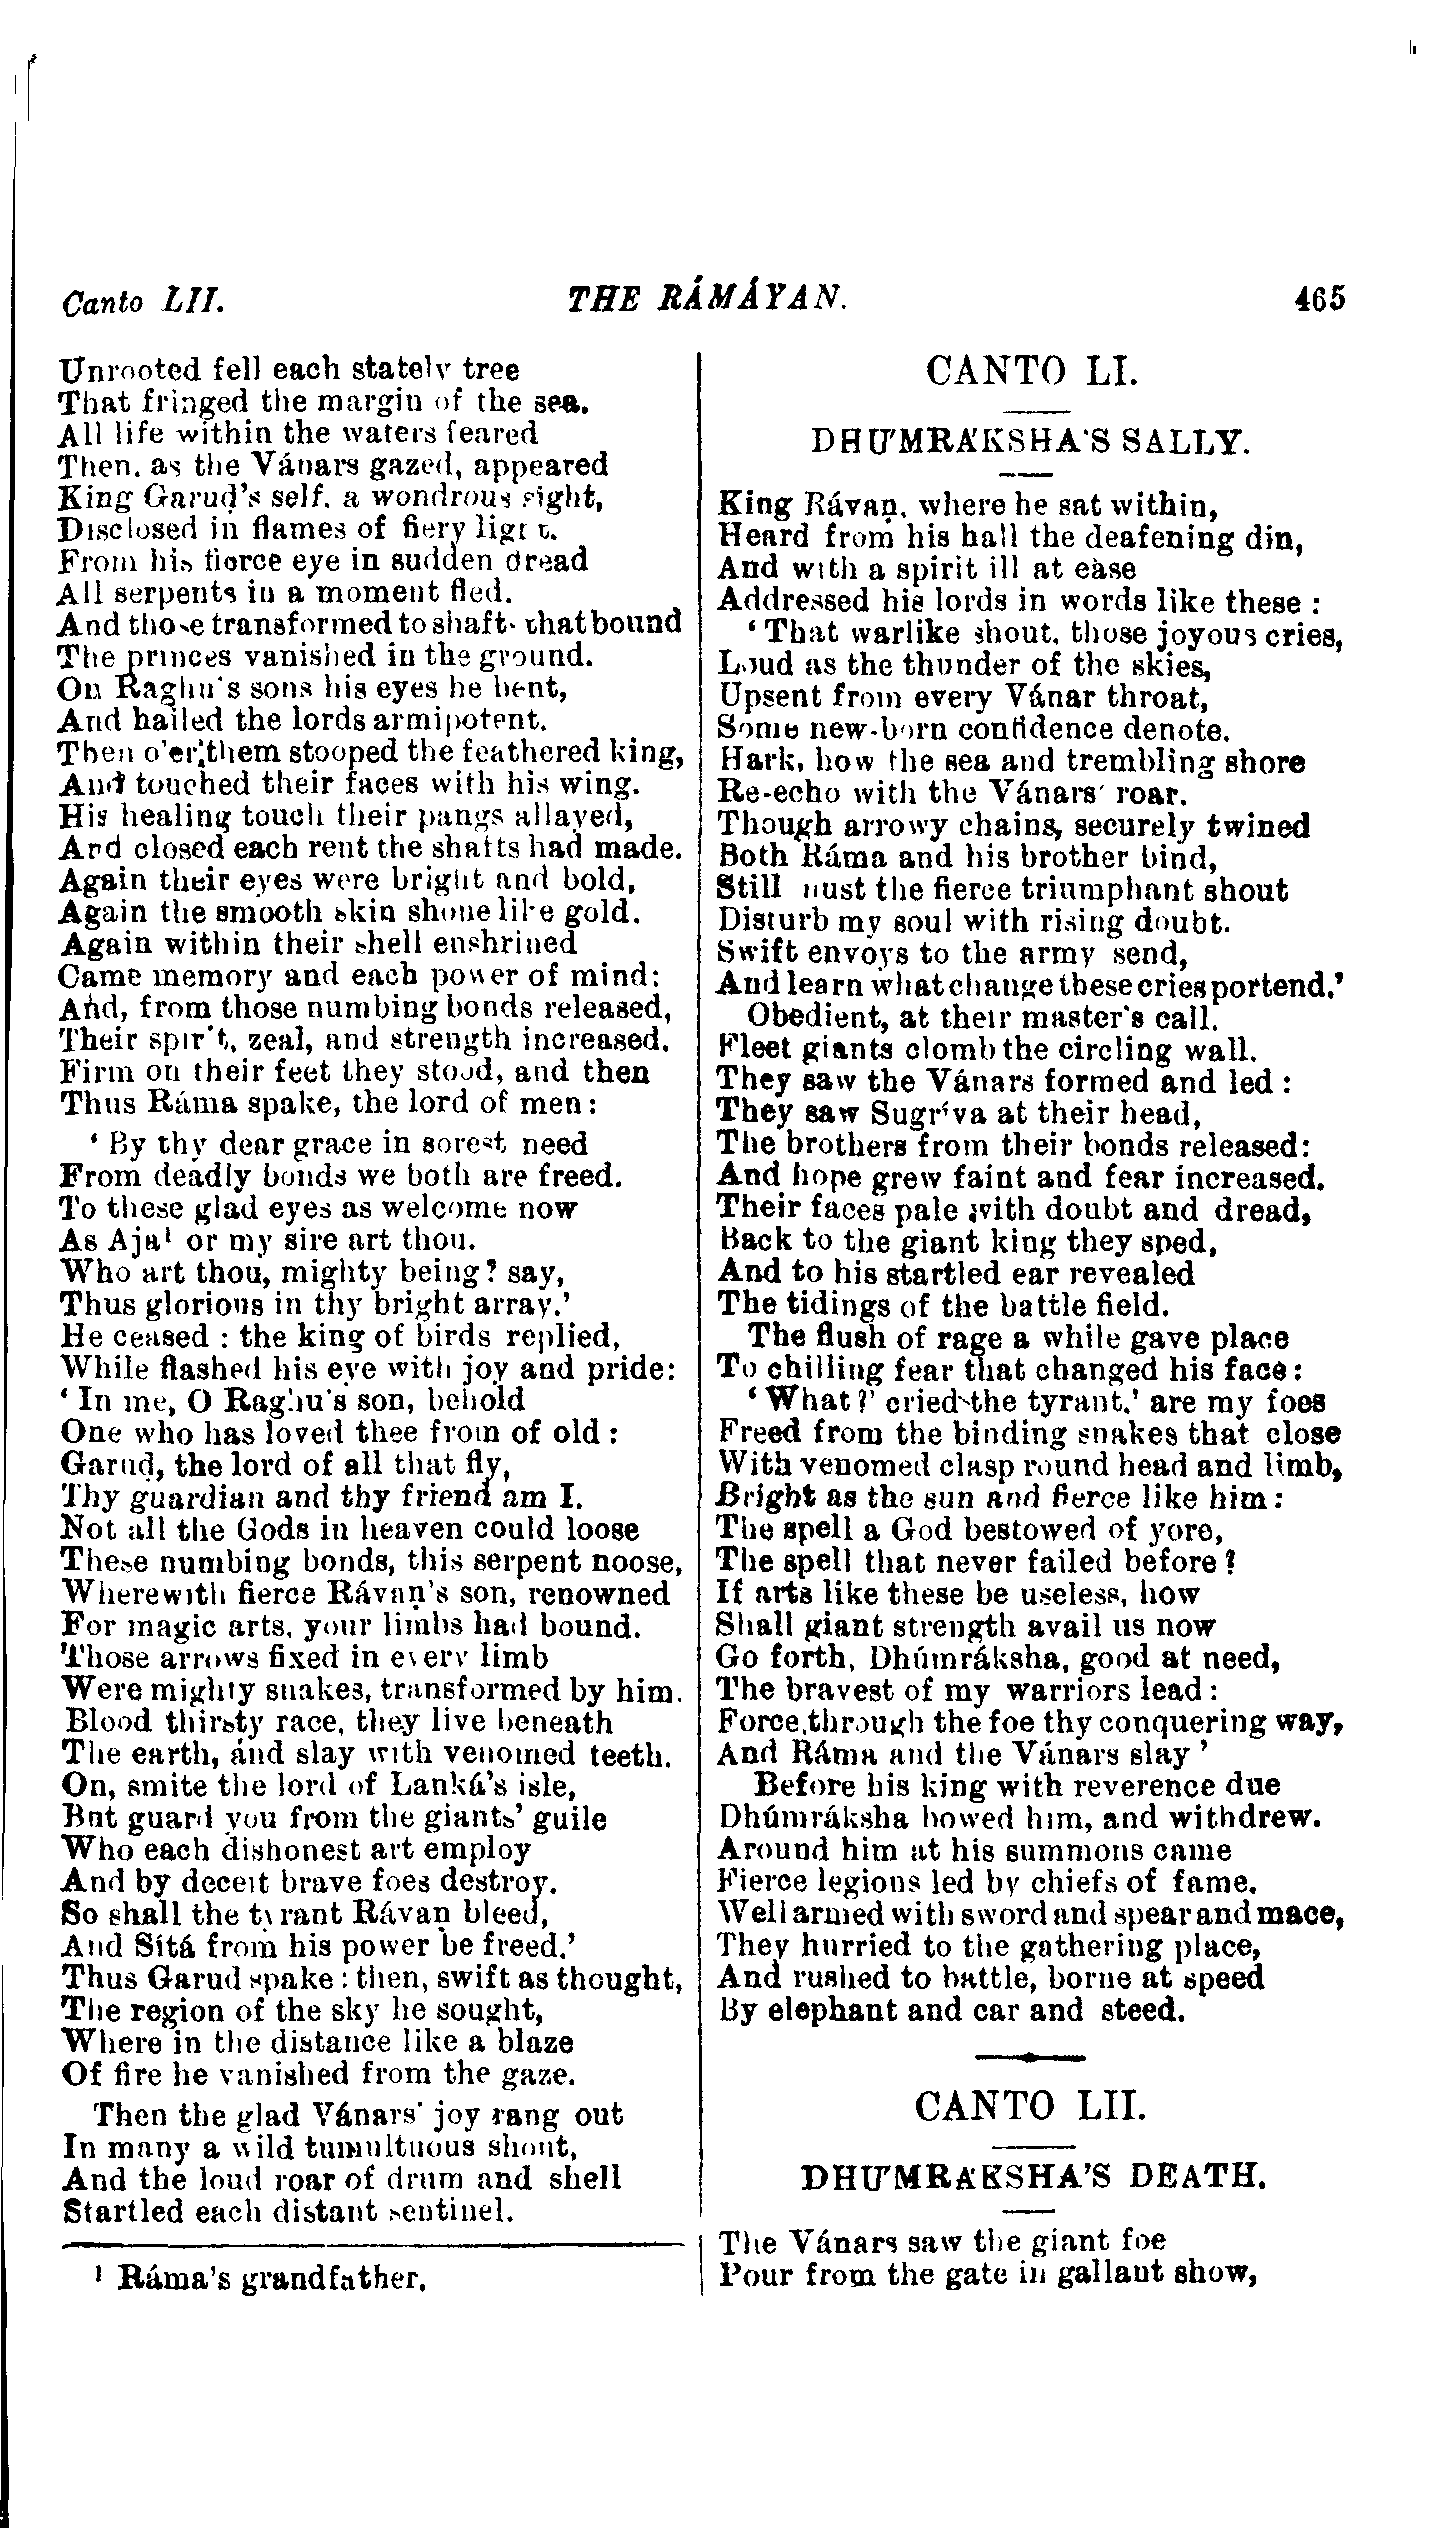 Canto LII. THE RÁMÁYAN. 465
Unrooted fell each stately tree
That fringed the margin of the sea.
All life within the waters feared
Then, as the Vánars gazed, appeared
King Garuḍ's self, a wondrous sight,
Disclosed in flames of fiery light.
From his fierce eye in sudden dread
All serpents in a moment fled.
And those transformed to shafts that bound
The princes vanished in the ground.
On Raghu's sons his eyes he bent,
And hailed the lords armipotent.
Then o'er them stooped the feathered king,
And touched their faces with his wing.
His healing touch their pangs allayed,
And closed each rent the shafts had made.
Again their eyes were bright and bold,
Again the smooth skin shone like gold.
Again within their shell enshrined
Came memory and each power of mind:
And, from those numbing bonds released,
Their spirit, zeal, and strength increased.
Firm on their feet they stood, and then
Thus Ráma spake, the lord of men:
‘ By thy dear grace in sorest need
From deadly bonds we both are freed.
To these glad eyes as welcome now
As Aja¹ or my sire art thou.
Who art thou, mighty being? say,
Thus glorious in thy bright array.’
He ceased : the king of birds replied,
While flashed his eye with joy and pride:
‘ In me, O Raghu's son, behold
One who has loved thee from of old :
Garuḍ, the lord of all that fly,
Thy guardian and thy friend am I.
Not all the Gods in heaven could loose
These numbing bonds, this serpent noose,
Wherewith fierce Rávaṇ's son, renowned
For magic arts, your limbs had bound.
Those arrows fixed in every limb
Were mighty snakes, transformed by him.
Blood thirsty race, they live beneath
The earth, and slay with venomed teeth.
On, smite the lord of Lanká's isle,
But guard you from the giants' guile
Who each dishonest art employ
And by deceit brave foes destroy.
So shall the tyrant Rávaṇ bleed,
And Sítá from his power be freed.’
Thus Garuḍ spake : then, swift as thought,
The region of the sky he sought,
Where in the distance like a blaze
Of fire he vanished from the gaze.
Then the glad Vánars' joy rang out
In many a wild tumultuous shout,
And the loud roar of drum and shell
Startled each distant sentinel.
¹ Ráma's grandfather.
CANTO LI.
DHÚMRÁKSHA'S SALLY.
King Rávaṇ, where he sat within,
Heard from his hall the deafening din,
And with a spirit ill at ease
Addressed his lords in words like these :
‘ That warlike shout, those joyous cries,
Loud as the thunder of the skies,
Upsent from every Vánar throat,
Some new-born confidence denote.
Hark, how the sea and trembling shore
Re-echo with the Vánars' roar.
Though arrowy chains, securely twined
Both Ráma and his brother bind,
Still must the fierce triumphant shout
Disturb my soul with rising doubt.
Swift envoys to the army send,
And learn what change these cries portend.’
Obedient, at their master's call,
Fleet giants clomb the circling wall.
They saw the Vánars formed and led :
They saw Sugríva at their head,
The brothers from their bonds released:
And hope grew faint and fear increased.
Their faces pale with doubt and dread,
Back to the giant king they sped,
And to his startled ear revealed
The tidings of the battle field.
The flush of rage a while gave place
To chilling fear that changed his face :
‘ What?’ cried the tyrant,’ are my foes
Freed from the binding snakes that close
With venomed clasp round head and limb,
Bright as the sun and fierce like him :
The spell a God bestowed of yore,
The spell that never failed before ?
If arts like these be useless, how
Shall giant strength avail us now
Go forth, Dhúmráksha, good at need,
The bravest of my warriors lead :
Force through the foe thy conquering way,
And Ráma and the Vánars slay ’
Before his king with reverence due
Dhúmráksha bowed him, and withdrew.
Around him at his summons came
Fierce legions led by chiefs of fame.
Well armed with sword and spear and mace,
They hurried to the gathering place,
And rushed to battle, borne at speed
By elephant and car and steed.
CANTO LII.
DHÚMRÁKSHA'S DEATH.
The Vánars saw the giant foe
Pour from the gate in gallant show,